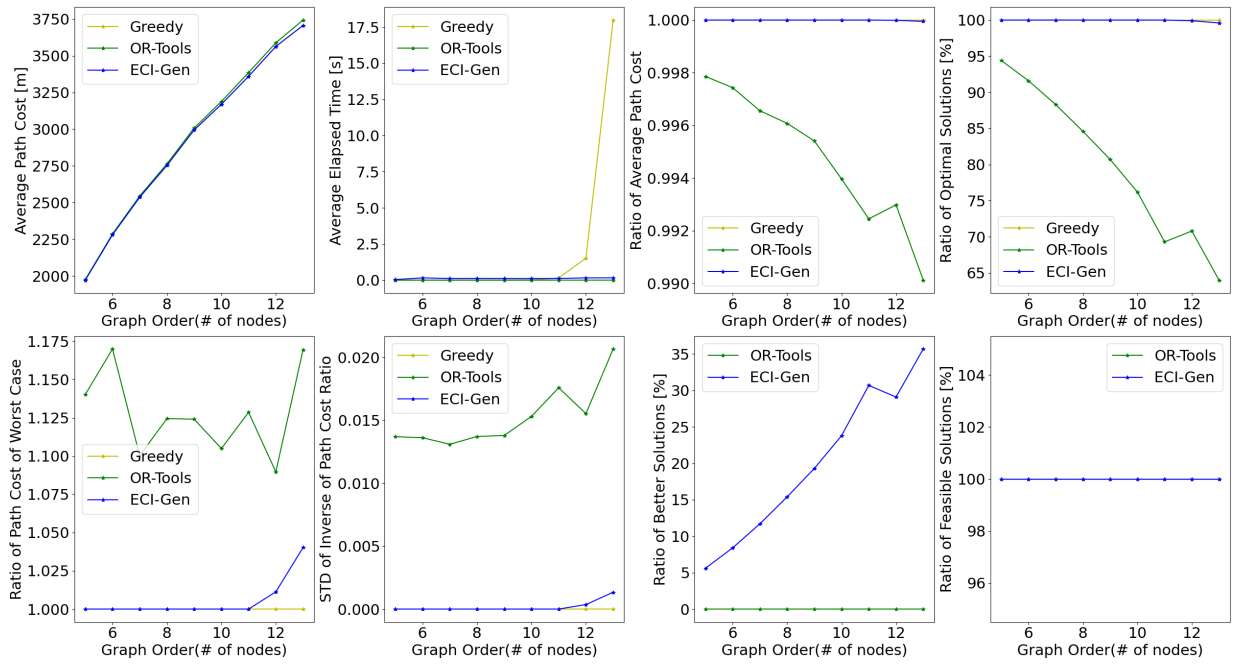 Average Path Cost [m]
3750
3500
3250
3000
2750
2500
2250
2000
Greedy
OR-Tools
ECI-Gen
6 8 10 12
Graph Order(# of nodes)
Average Elapsed Time [s]
17.5
15.0
12.5
10.0
7.5
5.0
2.5
0.0
Greedy
OR-Tools
ECI-Gen
6 8 10 12
Graph Order(# of nodes)
Ratio of Average Path Cost
1.000
0.998
0.996
0.994
0.992
0.990
Greedy
OR-Tools
ECI-Gen
6 8 10 12
Graph Order(# of nodes)
Ratio of Optimal Solutions [%]
100
95
90
85
80
75
70
65
Greedy
OR-Tools
ECI-Gen
6 8 10 12
Graph Order(# of nodes)
Ratio of Path Cost of Worst Case
1.175
1.150
1.125
1.100
1.075
1.050
1.025
1.000
Greedy
OR-Tools
ECI-Gen
6 8 10 12
Graph Order(# of nodes)
STD of Inverse of Path Cost Ratio
0.020
0.015
0.010
0.005
0.000
Greedy
OR-Tools
ECI-Gen
6 8 10 12
Graph Order(# of nodes)
Ratio of Better Solutions [%]
35
30
25
20
15
10
5
0
OR-Tools
ECI-Gen
6 8 10 12
Graph Order(# of nodes)
Ratio of Feasible Solutions [%]
104
102
100
98
96
OR-Tools
ECI-Gen
6 8 10 12
Graph Order(# of nodes)